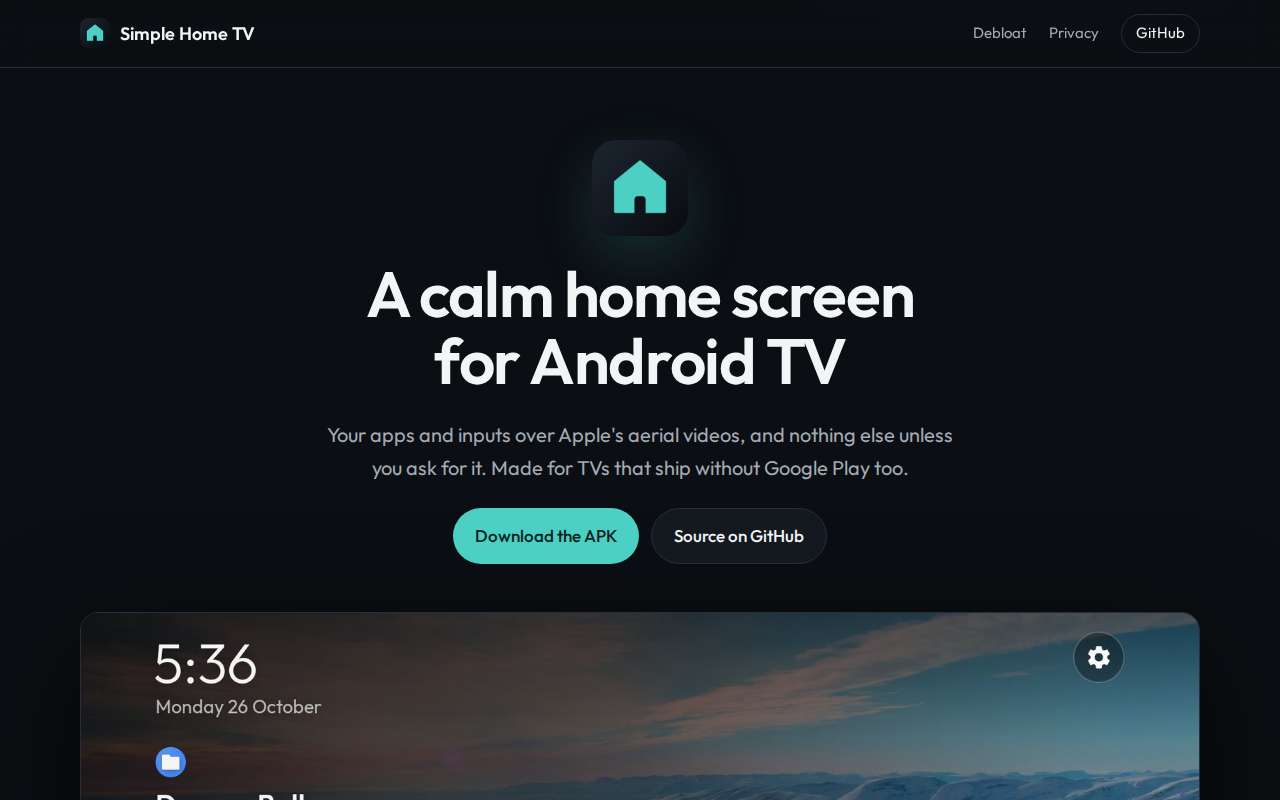 Simple Home TV
Debloat
Privacy
GitHub
A calm home screen
for Android TV
Your apps and inputs over Apple's aerial videos, and nothing else unless
you ask for it. Made for TVs that ship without Google Play too.
Download the APK
Source on GitHub
5:36
Monday 26 October